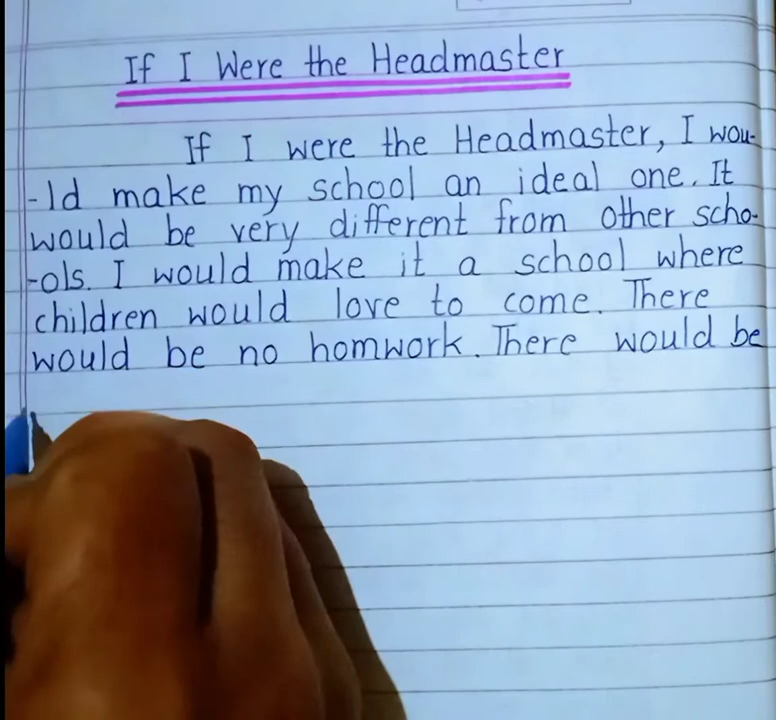 If I Were the Headmaster
If I were the Headmaster, I wou-
-ld make my school an ideal one. It
would be very different from other scho-
-ols. I would make it a school where
children would love to come. There
would be no homwork. There would be